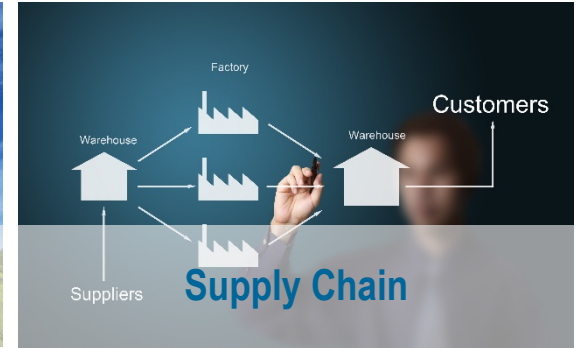 Factory
Customers
Warehouse
Warehouse
Suppliers
Supply Chain